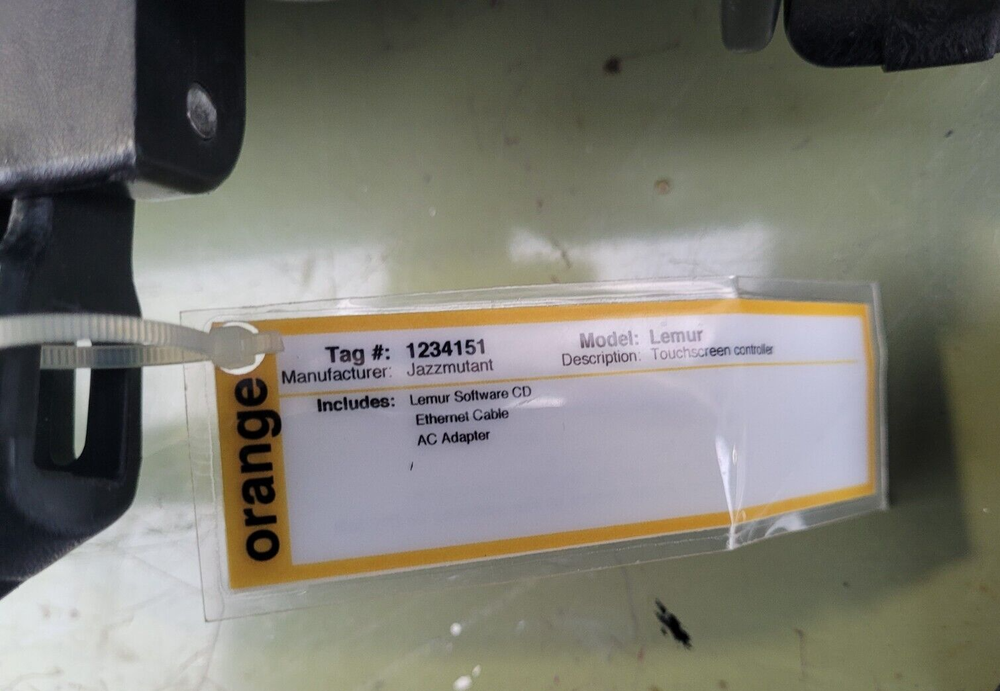 orange
Tag #: 1234151 Model: Lemur
Manufacturer: Jazzmutant Description: Touchscreen controller
Includes: Lemur Software CD
Ethernet Cable
AC Adapter